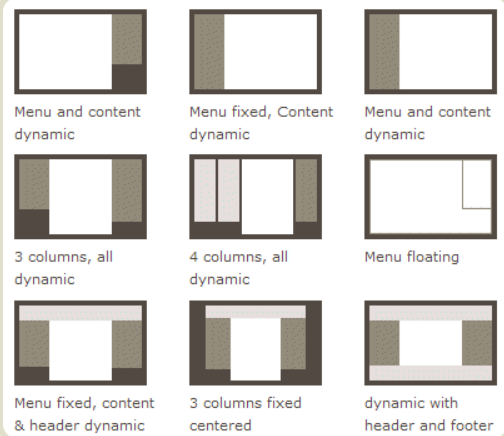 Menu and content
dynamic
Menu fixed, Content
dynamic
Menu and content
dynamic
3 columns, all
dynamic
4 columns, all
dynamic
Menu floating
Menu fixed, content
& header dynamic
3 columns fixed
centered
dynamic with
header and footer